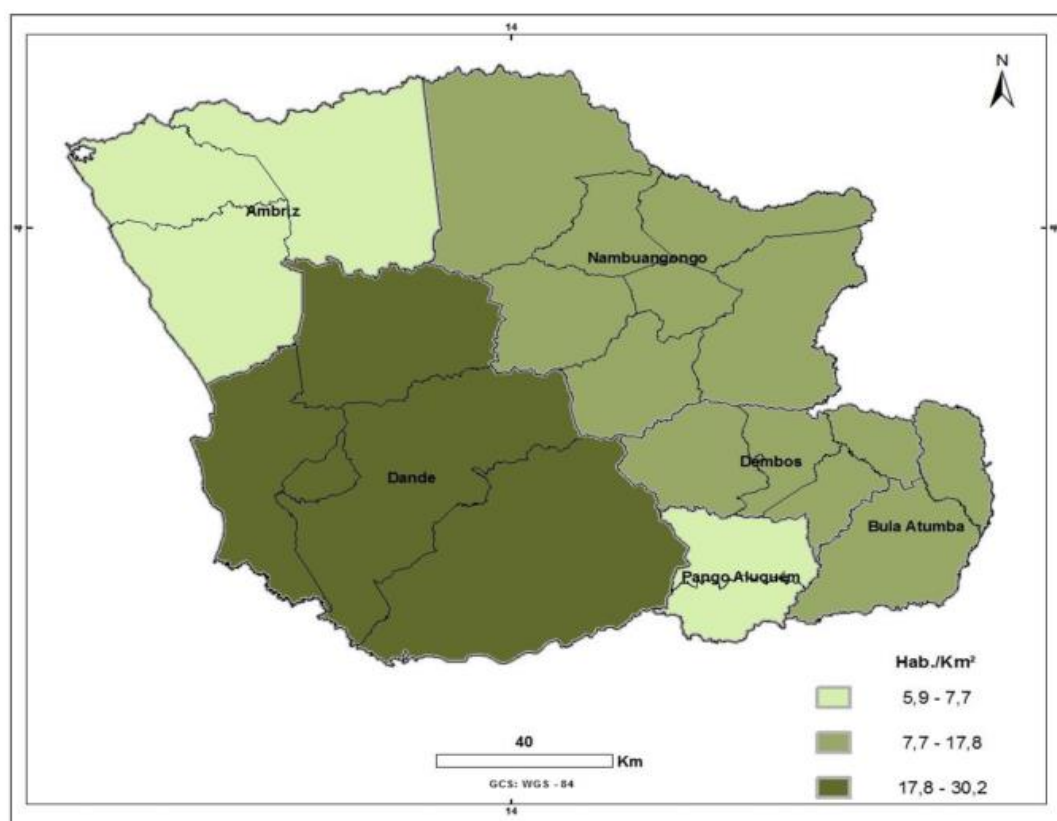 14
N
Ambriz
Nambuangongo
Dembos
Dande
Bula Atumba
Pango Aluquém
Hab./Km²
5,9 - 7,7
7,7 - 17,8
17,8 - 30,2
40
Km
GCS: WGS - 84
14